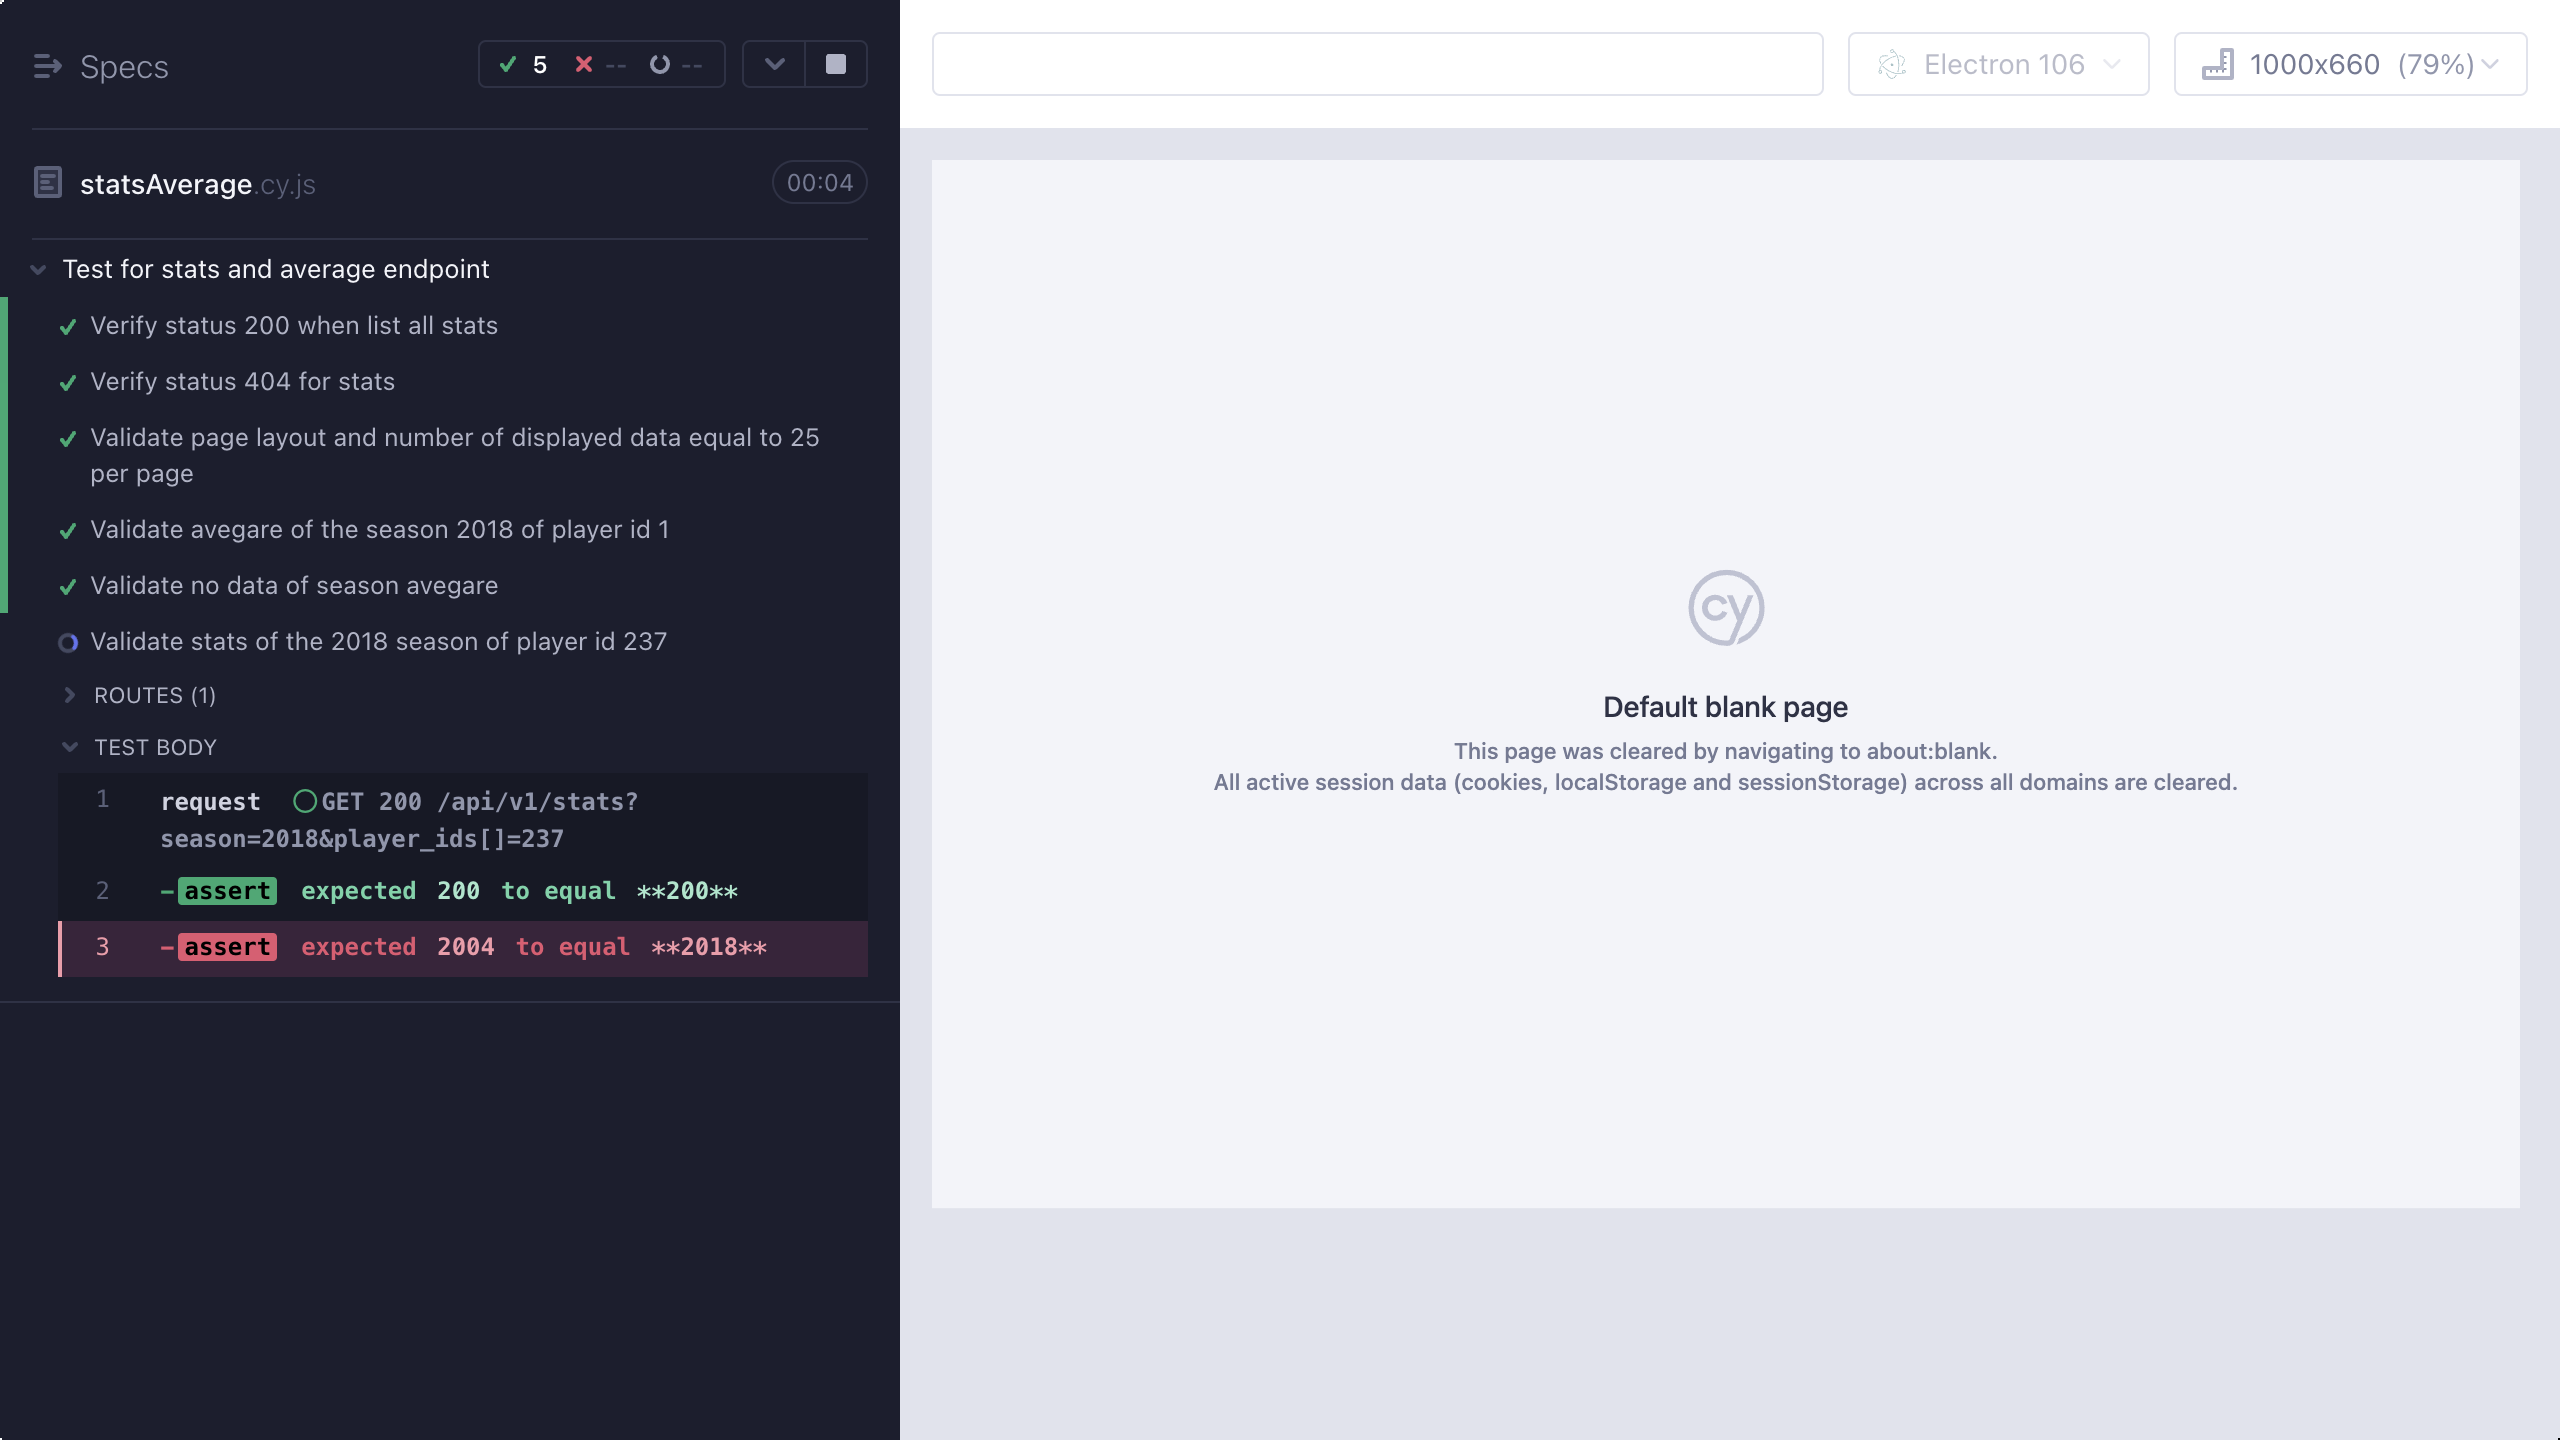 Specs
5 -- --
statsAverage.cy.js
00:04
Test for stats and average endpoint
Verify status 200 when list all stats
Verify status 404 for stats
Validate page layout and number of displayed data equal to 25
per page
Validate avegare of the season 2018 of player id 1
Validate no data of season avegare
Validate stats of the 2018 season of player id 237
ROUTES (1)
TEST BODY
1 request GET 200 /api/v1/stats?
season=2018&player_ids[]=237
2 -assert expected 200 to equal **200**
3 -assert expected 2004 to equal **2018**
Electron 106
1000x660 (79%)
cy
Default blank page
This page was cleared by navigating to about:blank.
All active session data (cookies, localStorage and sessionStorage) across all domains are cleared.